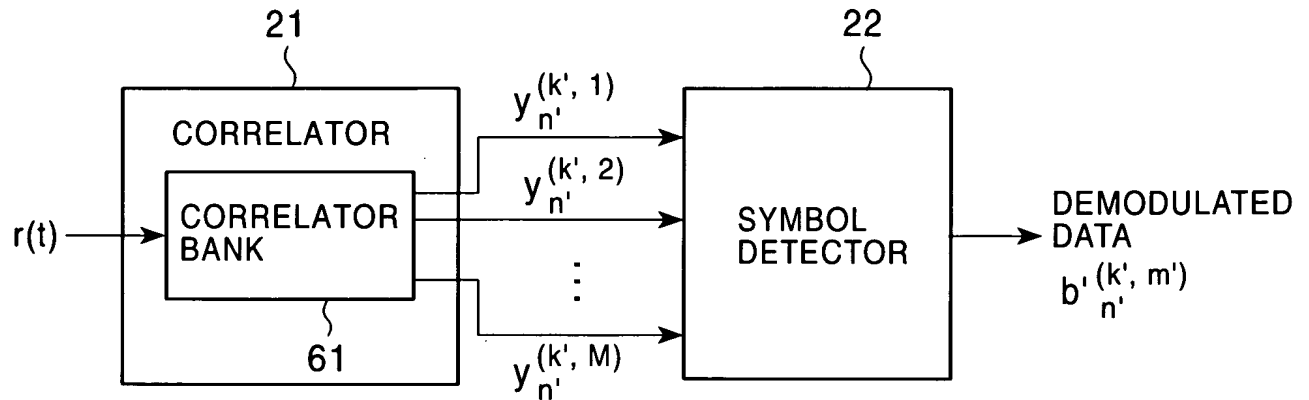 21
22
CORRELATOR
CORRELATOR
BANK
61
r(t)
y_{n'}^{(k', 1)}
y_{n'}^{(k', 2)}
⋮
y_{n'}^{(k', M)}
SYMBOL
DETECTOR
DEMODULATED
DATA
b'_{n'}^{(k', m')}